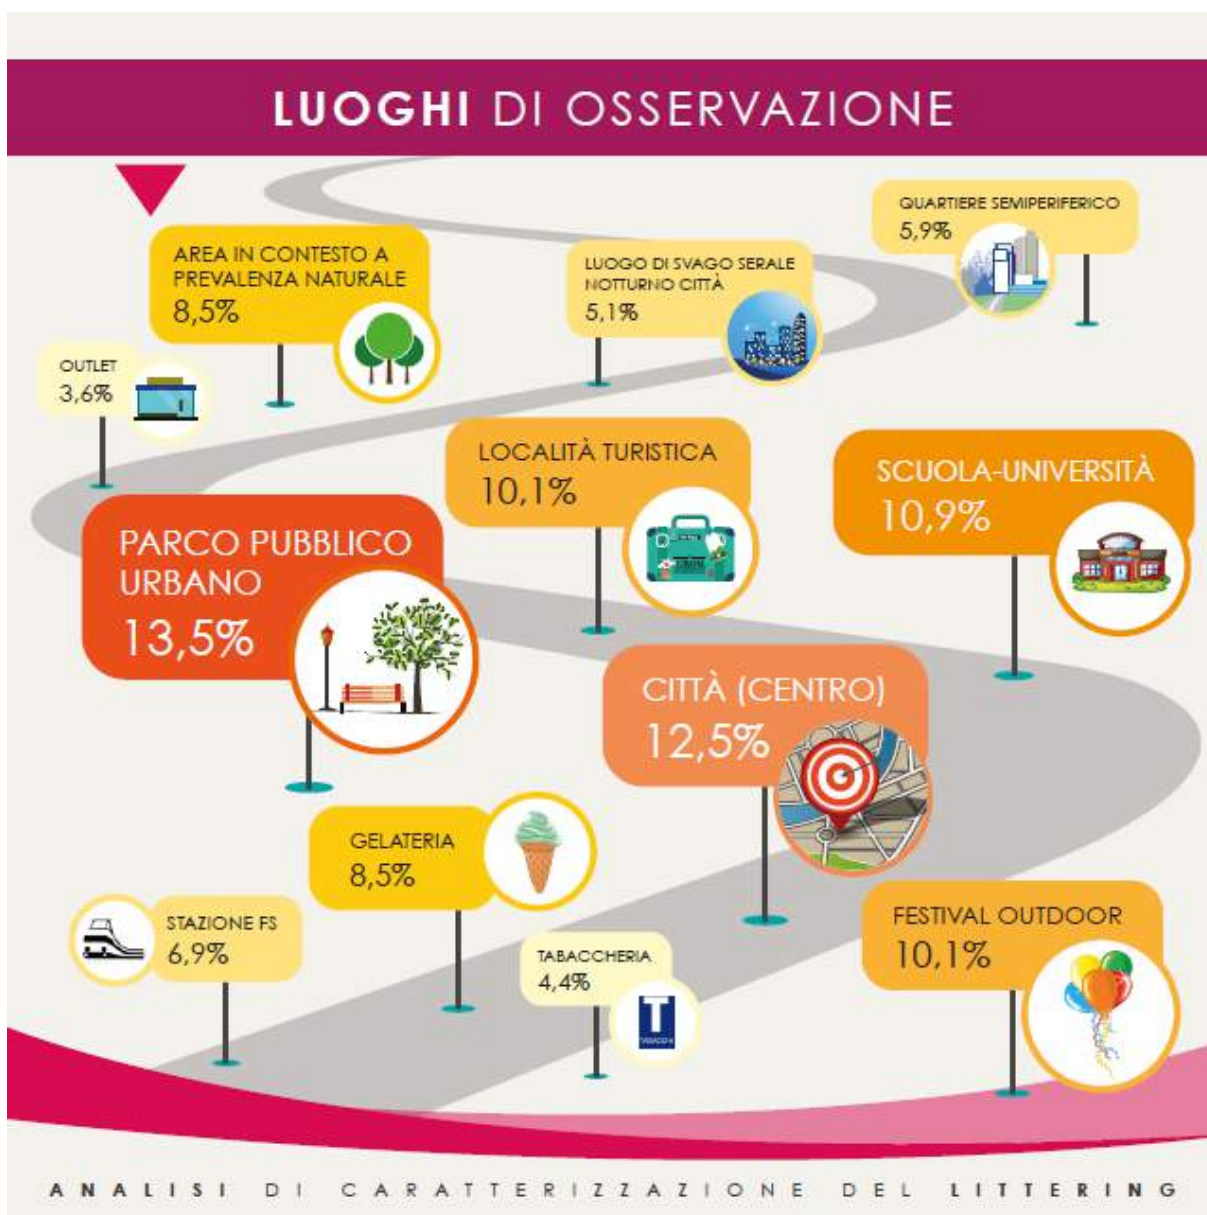 LUOGHI DI OSSERVAZIONE
QUARTIERE SEMIPERIFERICO
5,9%
AREA IN CONTESTO A
PREVALENZA NATURALE
8,5%
LUOGO DI SVAGO SERALE
NOTTURNO CITTÀ
5,1%
OUTLET
3,6%
LOCALITÀ TURISTICA
10,1%
SCUOLA-UNIVERSITÀ
10,9%
PARCO PUBBLICO
URBANO
13,5%
CITTÀ (CENTRO)
12,5%
GELATERIA
8,5%
STAZIONE FS
6,9%
TABACCHERIA
4,4%
T
FESTIVAL OUTDOOR
10,1%
ANALISI DI CARATTERIZZAZIONE DEL LITTERING